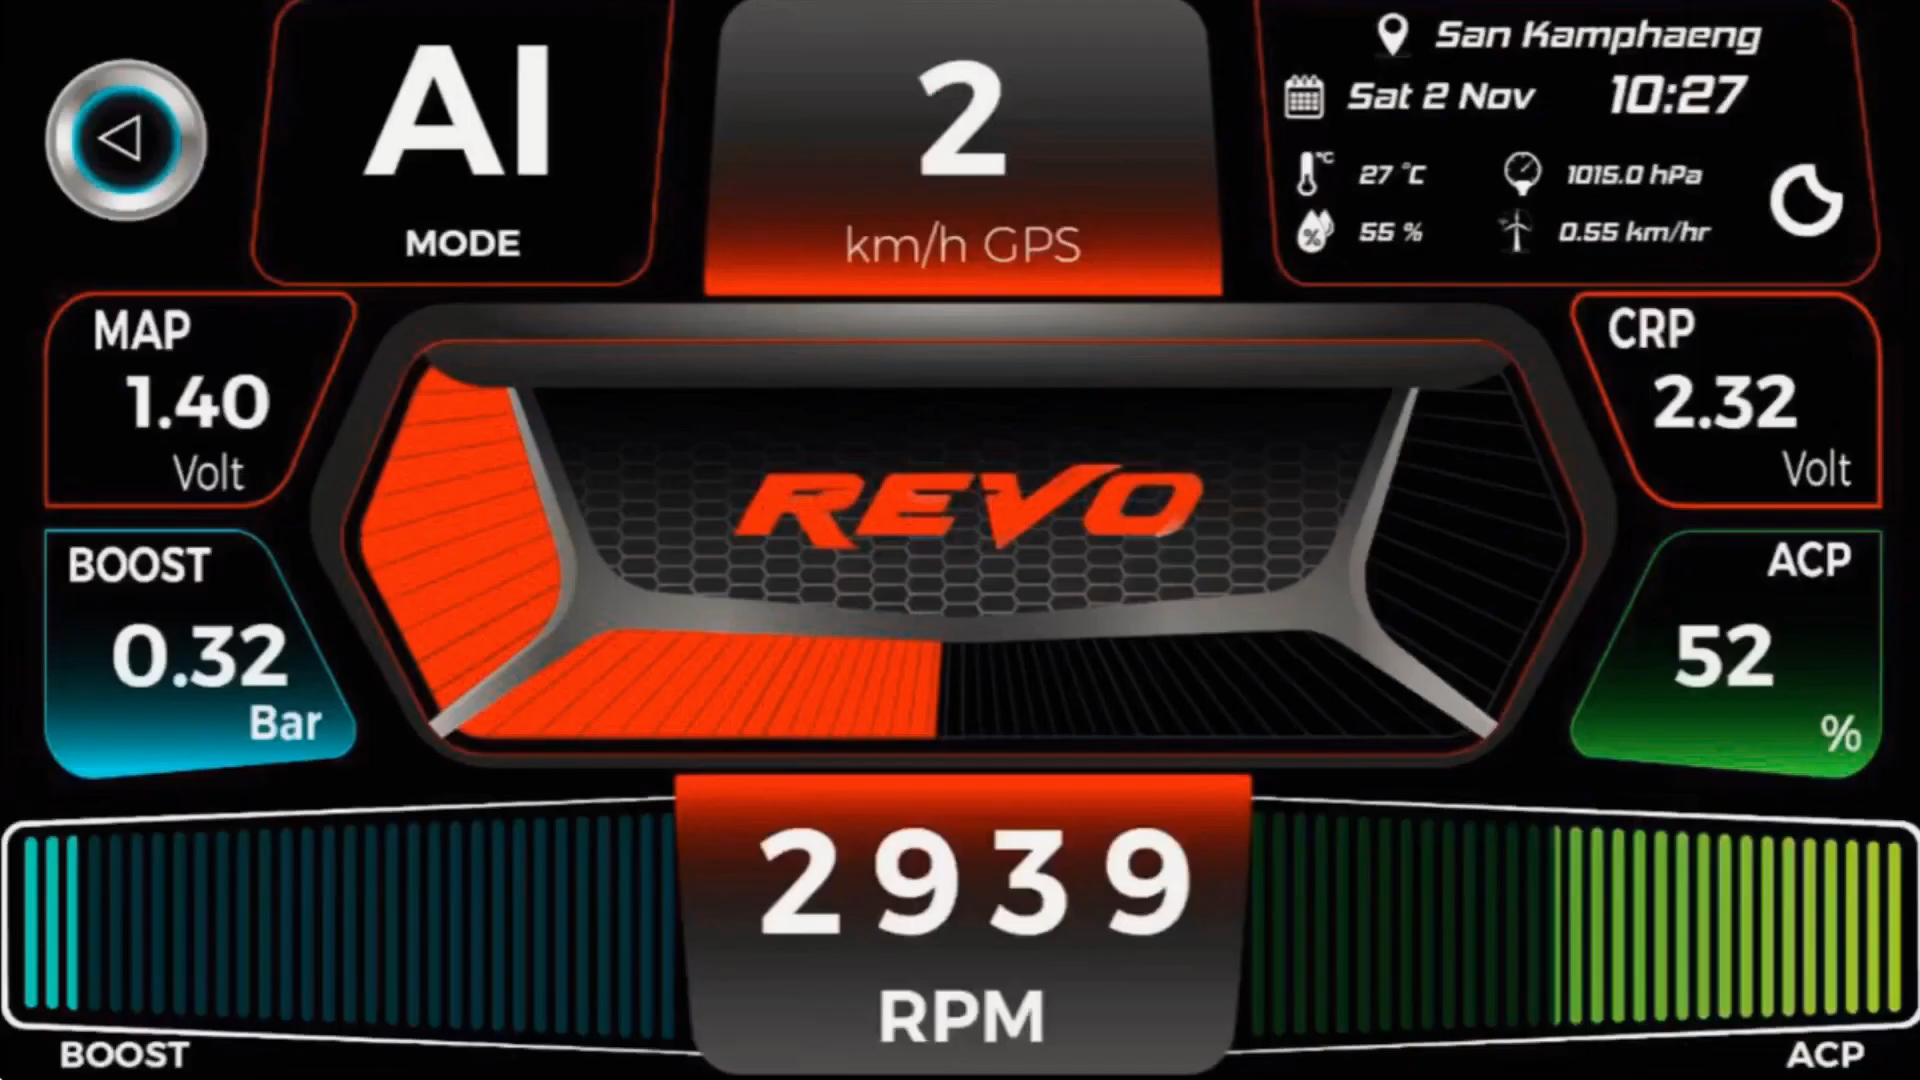 AI
MODE
2
km/h GPS
San Kamphaeng
Sat 2 Nov 10:27
°C 27 °C 1015.0 hPa
% 55 % 0.55 km/hr
MAP
1.40
Volt
CRP
2.32
Volt
REVO
BOOST
0.32
Bar
ACP
52
%
2939
RPM
BOOST
ACP